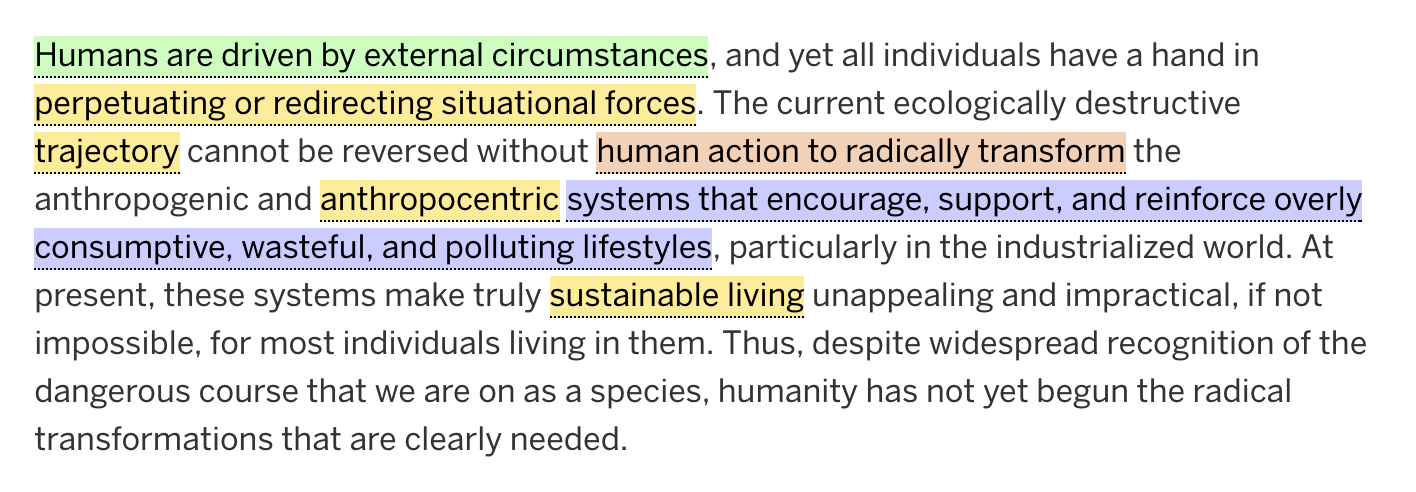 Humans are driven by external circumstances, and yet all individuals have a hand in
perpetuating or redirecting situational forces. The current ecologically destructive
trajectory cannot be reversed without human action to radically transform the
anthropogenic and anthropocentric systems that encourage, support, and reinforce overly
consumptive, wasteful, and polluting lifestyles, particularly in the industrialized world. At
present, these systems make truly sustainable living unappealing and impractical, if not
impossible, for most individuals living in them. Thus, despite widespread recognition of the
dangerous course that we are on as a species, humanity has not yet begun the radical
transformations that are clearly needed.